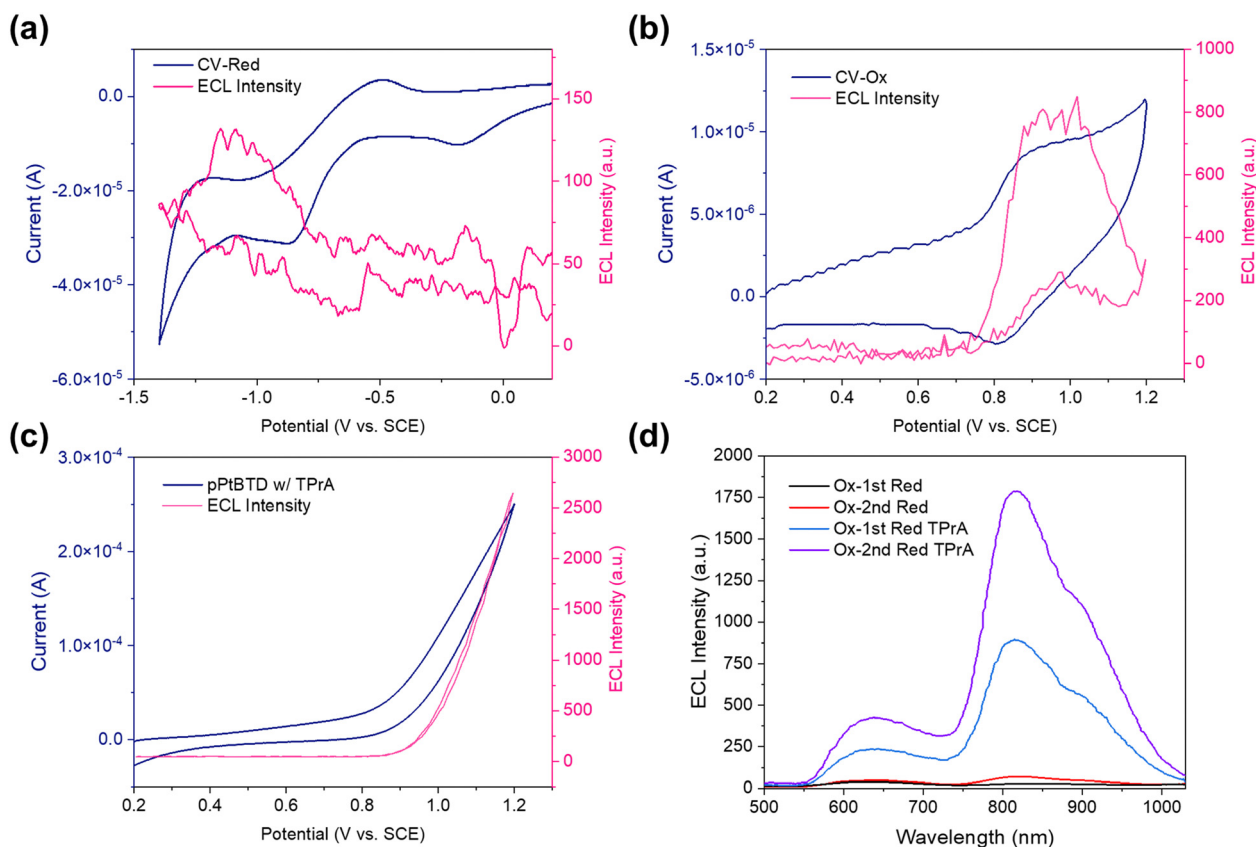 (a)
CV-Red
ECL Intensity
0.0
-2.0×10⁻⁵
-4.0×10⁻⁵
-6.0×10⁻⁵
Current (A)
150
100
50
0
ECL Intensity (a.u.)
-1.5
-1.0
-0.5
0.0
Potential (V vs. SCE)
(b)
CV-Ox
ECL Intensity
1.5×10⁻⁵
1.0×10⁻⁵
5.0×10⁻⁶
0.0
-5.0×10⁻⁶
Current (A)
1000
800
600
400
200
0
ECL Intensity (a.u.)
0.2
0.4
0.6
0.8
1.0
1.2
Potential (V vs. SCE)
(c)
pPtBTD w/ TPrA
ECL Intensity
3.0×10⁻⁴
2.0×10⁻⁴
1.0×10⁻⁴
0.0
Current (A)
3000
2500
2000
1500
1000
500
0
ECL Intensity (a.u.)
0.2
0.4
0.6
0.8
1.0
1.2
Potential (V vs. SCE)
(d)
Ox-1st Red
Ox-2nd Red
Ox-1st Red TPrA
Ox-2nd Red TPrA
2000
1750
1500
1250
1000
750
500
250
0
ECL Intensity (a.u.)
500
600
700
800
900
1000
Wavelength (nm)